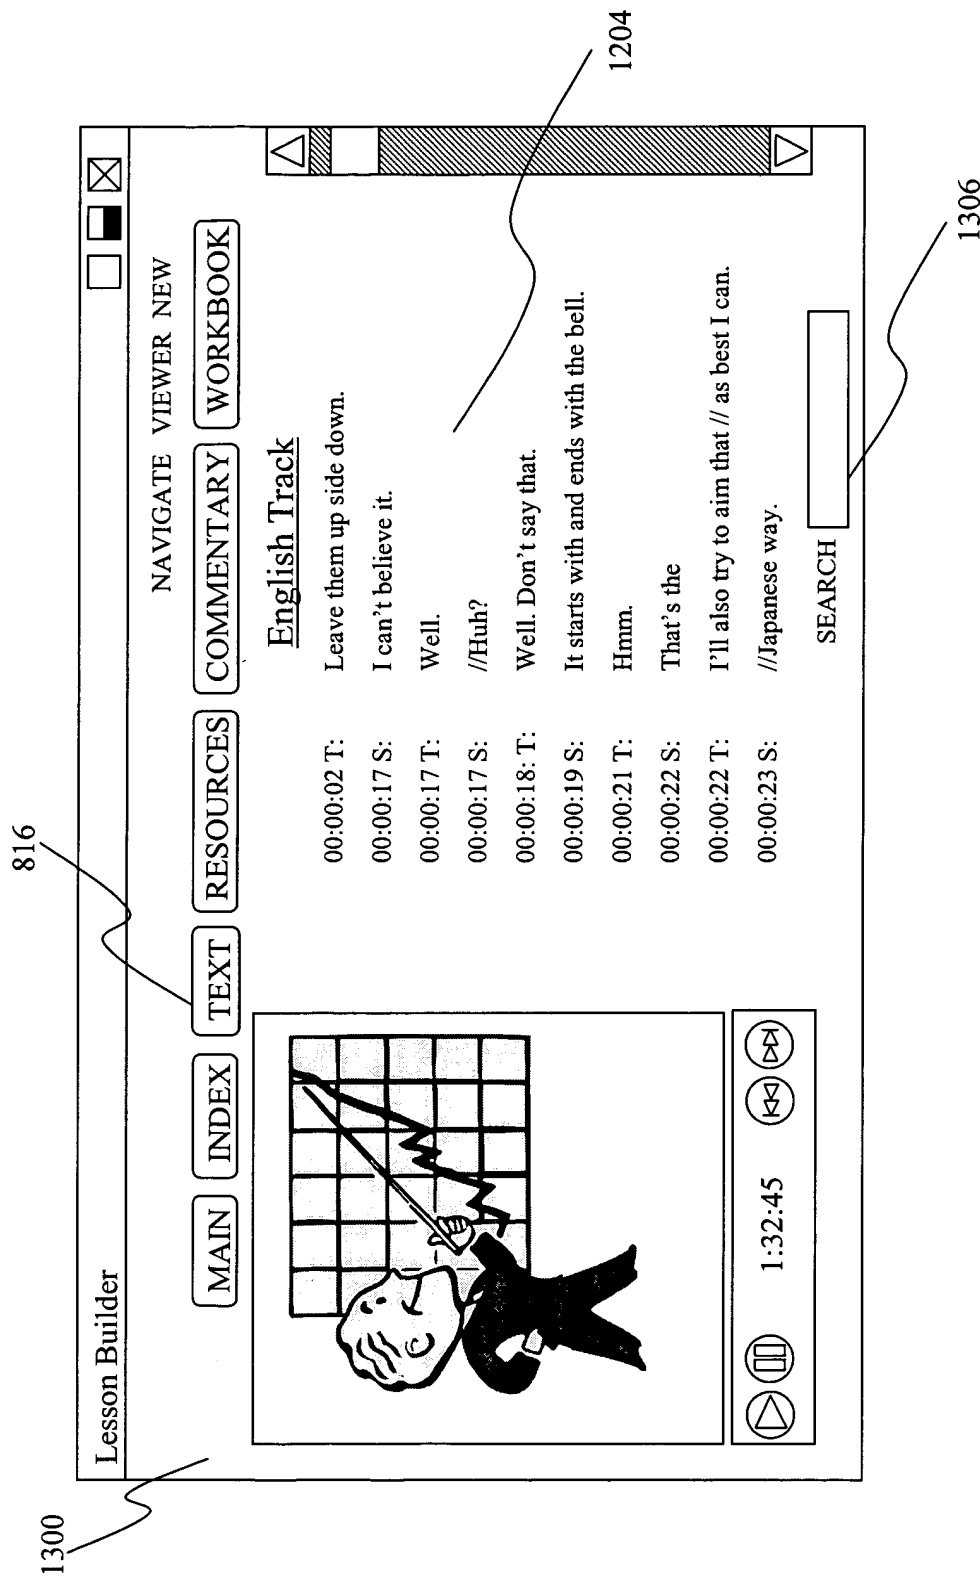 1300
816
1204
1306
Lesson Builder
NAVIGATE VIEWER NEW
MAIN INDEX TEXT RESOURCES COMMENTARY WORKBOOK
English Track
00:00:02 T: Leave them up side down.
00:00:17 S: I can't believe it.
00:00:17 T: Well.
00:00:17 S: //Huh?
00:00:18: T: Well. Don't say that.
00:00:19 S: It starts with and ends with the bell.
00:00:21 T: Hmm.
00:00:22 S: That's the
00:00:22 T: I'll also try to aim that // as best I can.
00:00:23 S: //Japanese way.
1:32:45
SEARCH